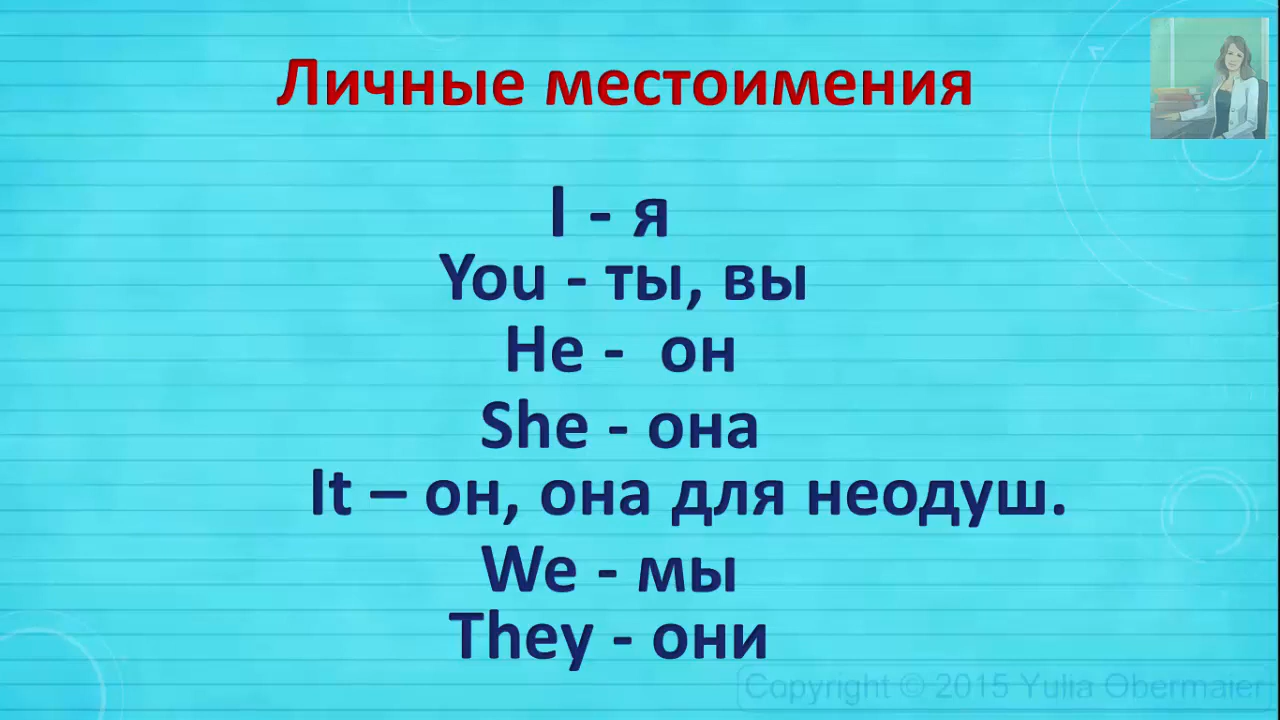 Личные местоимения
I - я
You - ты, вы
He - он
She - она
It – он, она для неодуш.
We - мы
They - они
Copyright © 2015 Yulia Obermaier